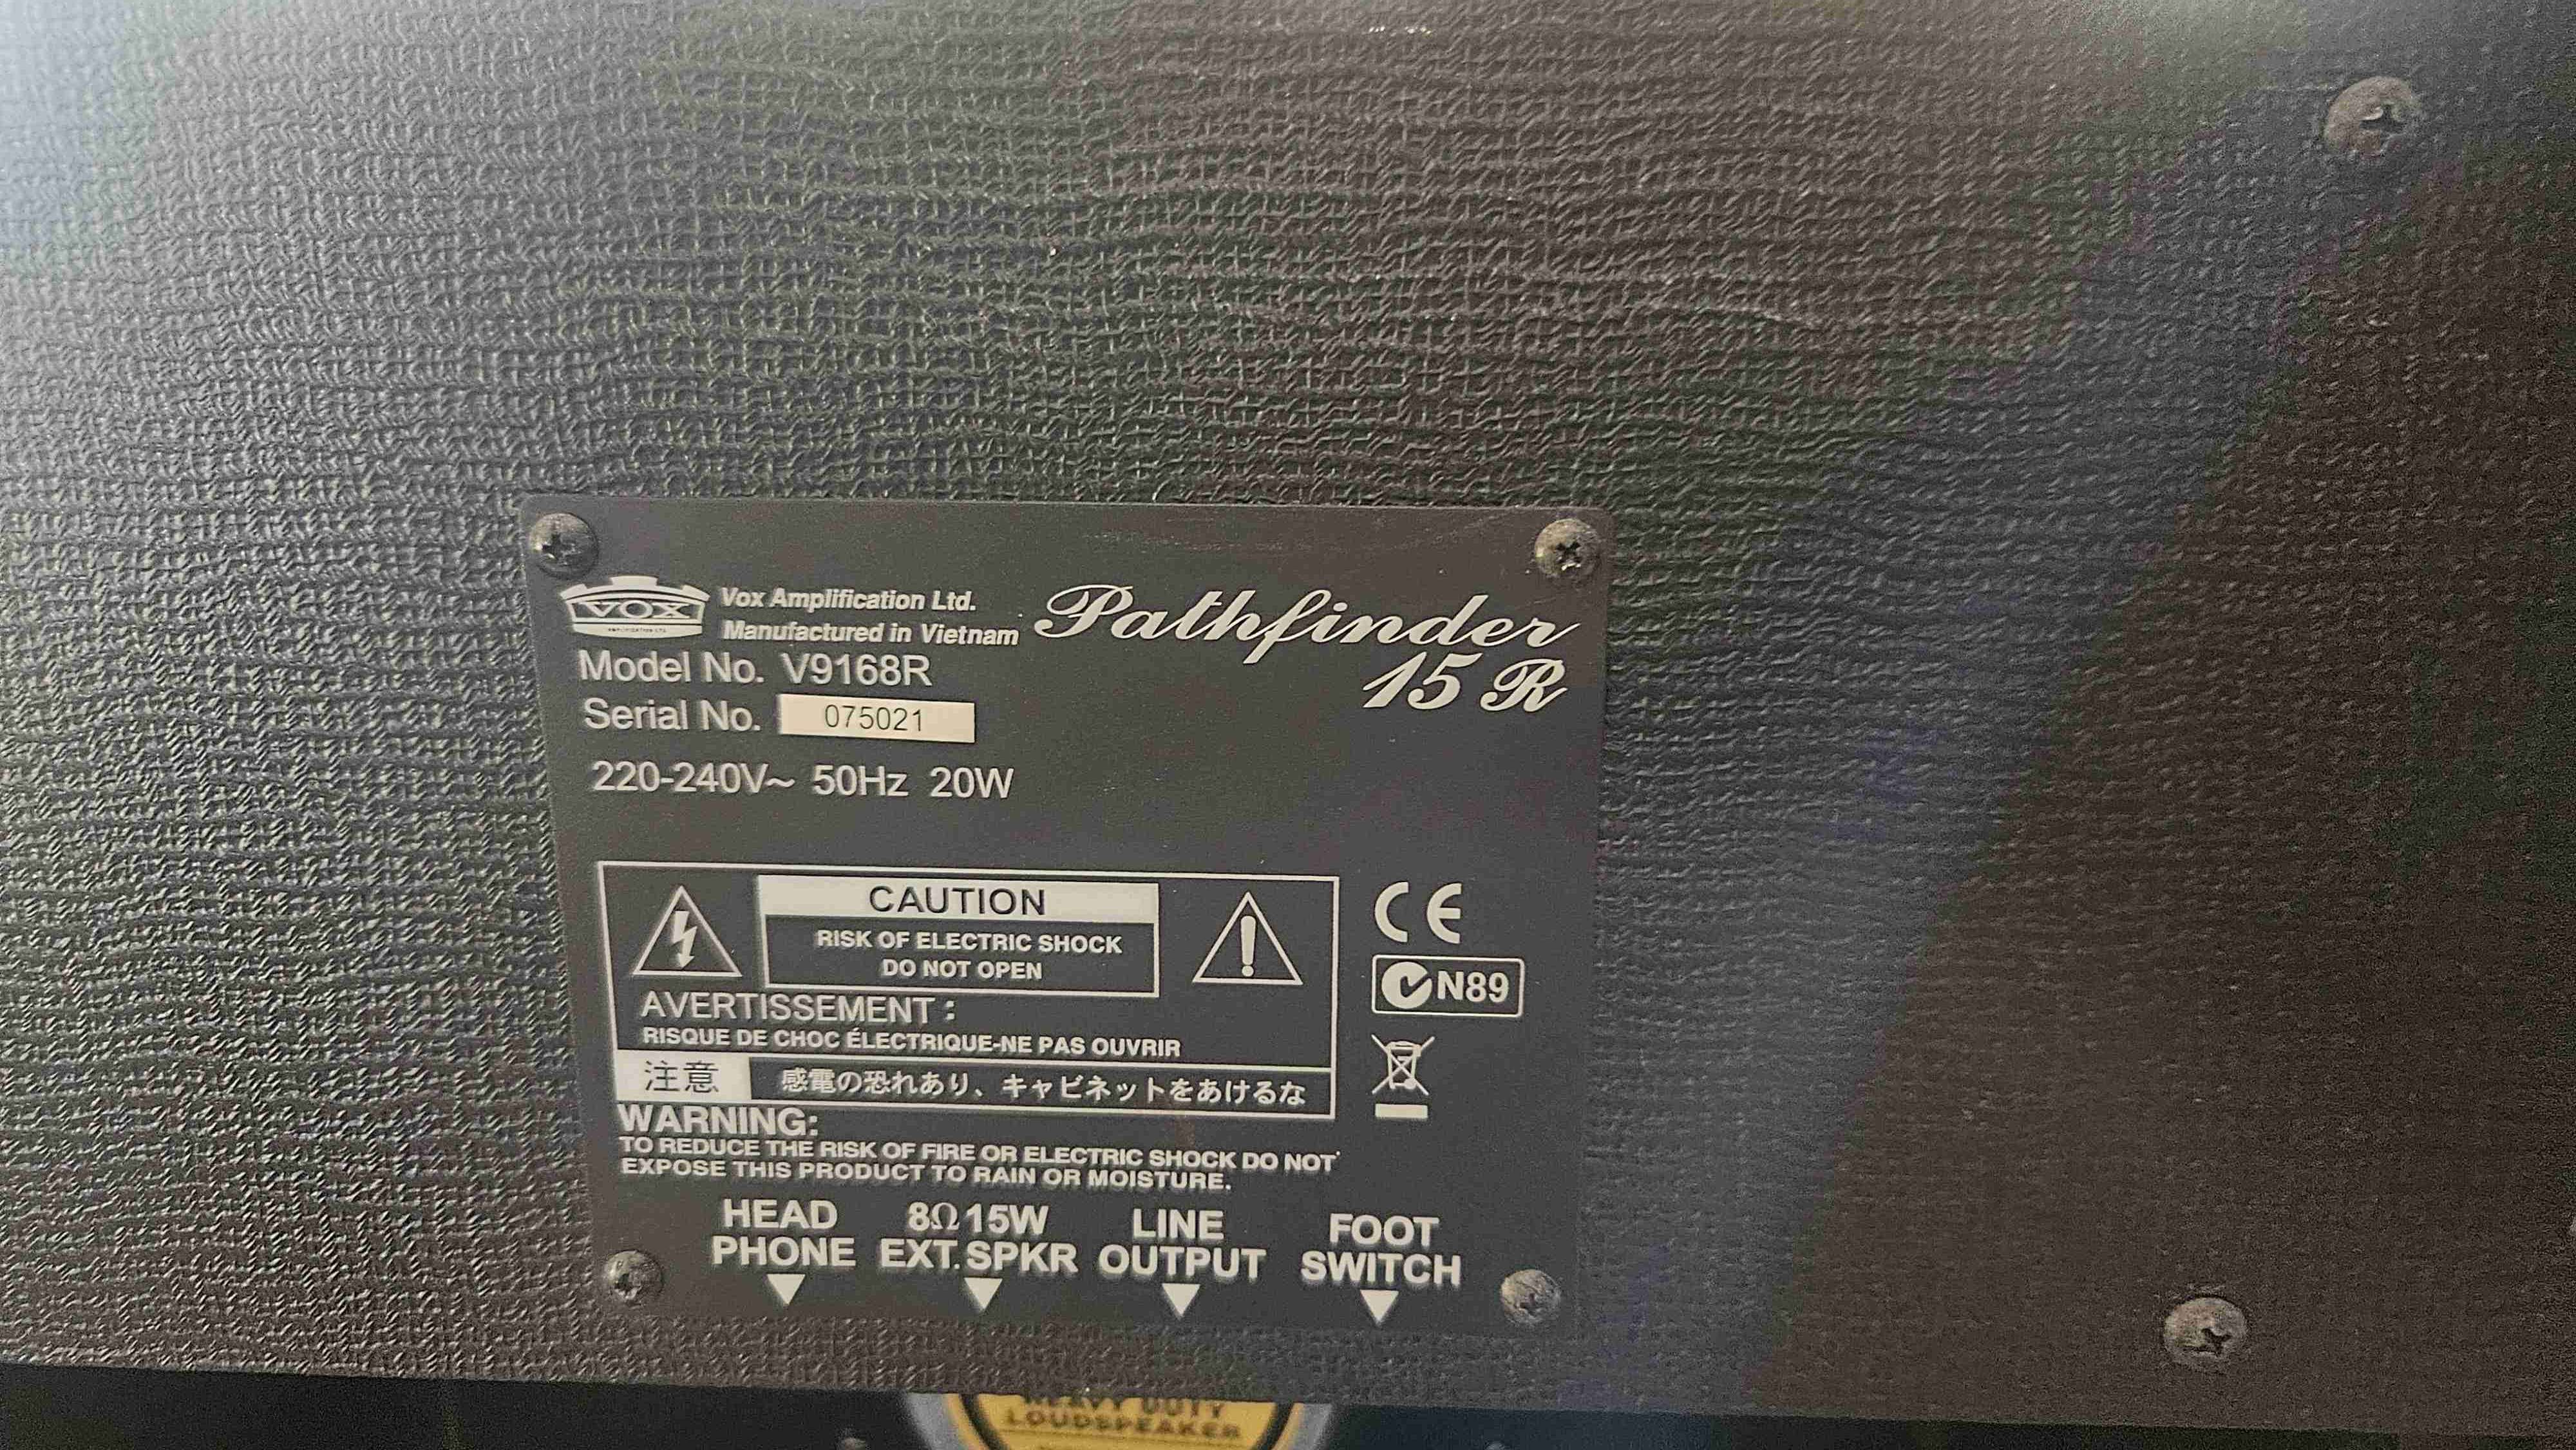 VOX
Vox Amplification Ltd.
Manufactured in Vietnam
Pathfinder
15 R
Model No. V9168R
Serial No. 075021
220-240V~ 50Hz 20W
CAUTION
RISK OF ELECTRIC SHOCK
DO NOT OPEN
AVERTISSEMENT :
RISQUE DE CHOC ÉLECTRIQUE-NE PAS OUVRIR
注意 感電の恐れあり、キャビネットをあけるな
CE
N89
WARNING:
TO REDUCE THE RISK OF FIRE OR ELECTRIC SHOCK DO NOT
EXPOSE THIS PRODUCT TO RAIN OR MOISTURE.
HEAD PHONE
8Ω 15W EXT. SPKR
LINE OUTPUT
FOOT SWITCH
HEAVY DUTY
LOUDSPEAKER